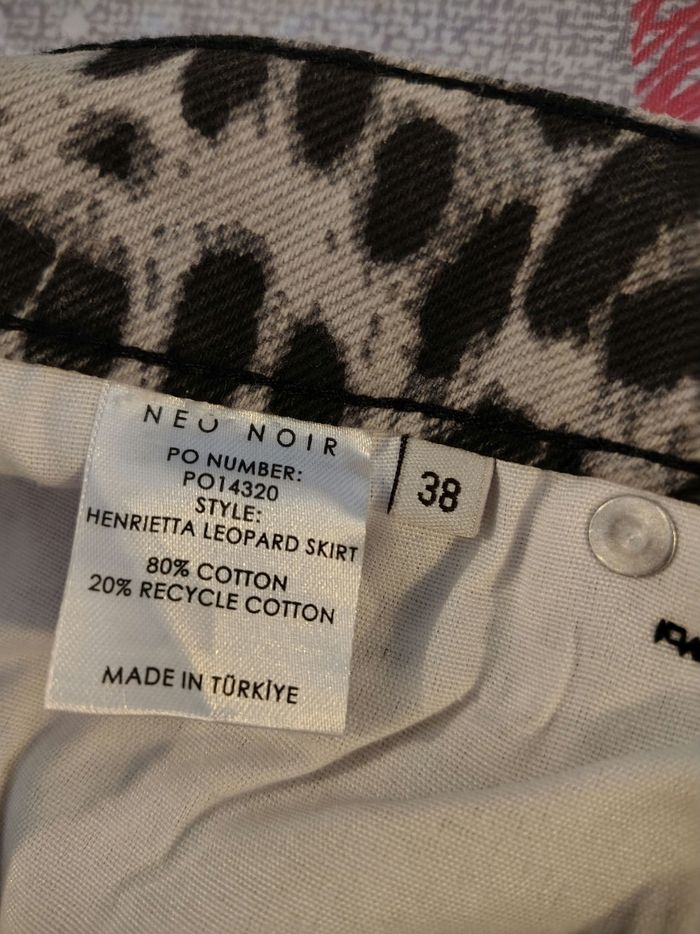 NEO NOIR
PO NUMBER:
PO14320
STYLE:
HENRIETTA LEOPARD SKIRT
80% COTTON
20% RECYCLE COTTON
MADE IN TÜRKİYE
38